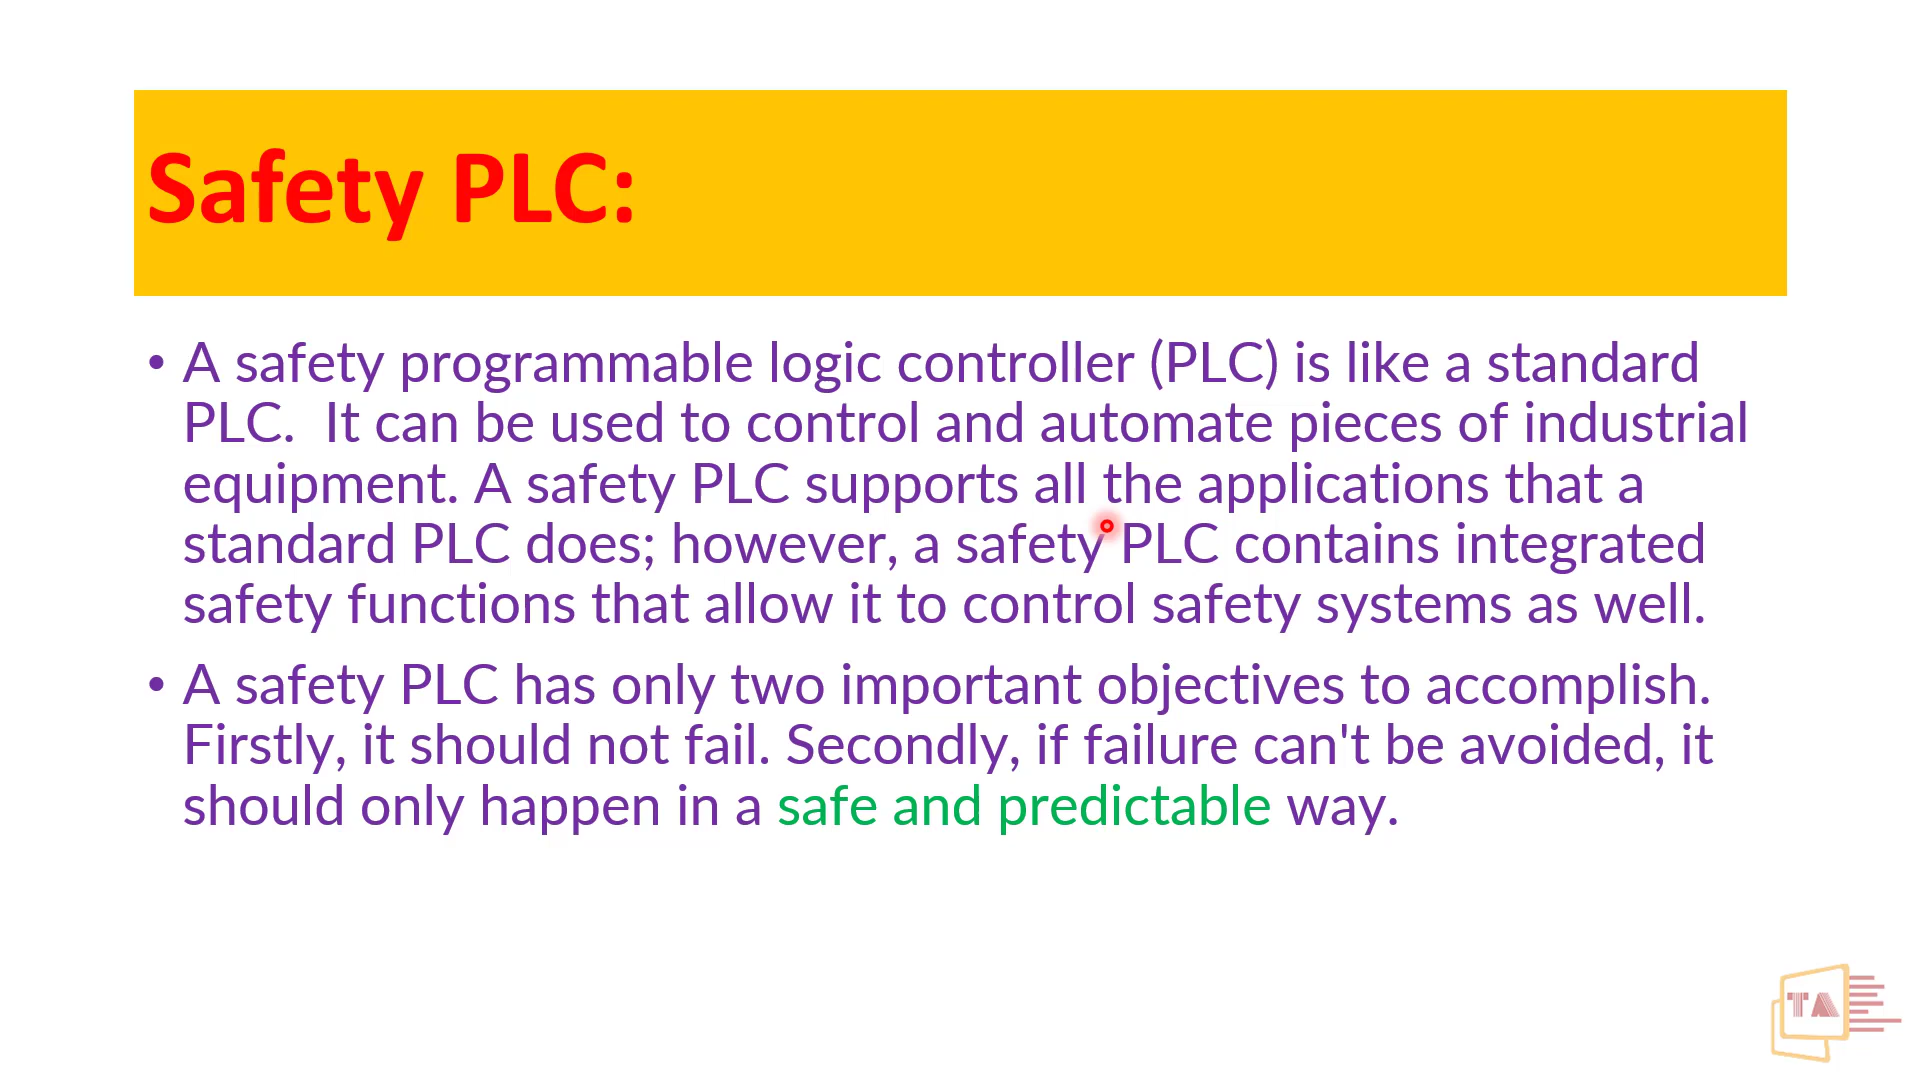 Safety PLC:
• A safety programmable logic controller (PLC) is like a standard
PLC.  It can be used to control and automate pieces of industrial
equipment. A safety PLC supports all the applications that a
standard PLC does; however, a safety PLC contains integrated
safety functions that allow it to control safety systems as well.
• A safety PLC has only two important objectives to accomplish.
Firstly, it should not fail. Secondly, if failure can't be avoided, it
should only happen in a safe and predictable way.
TA